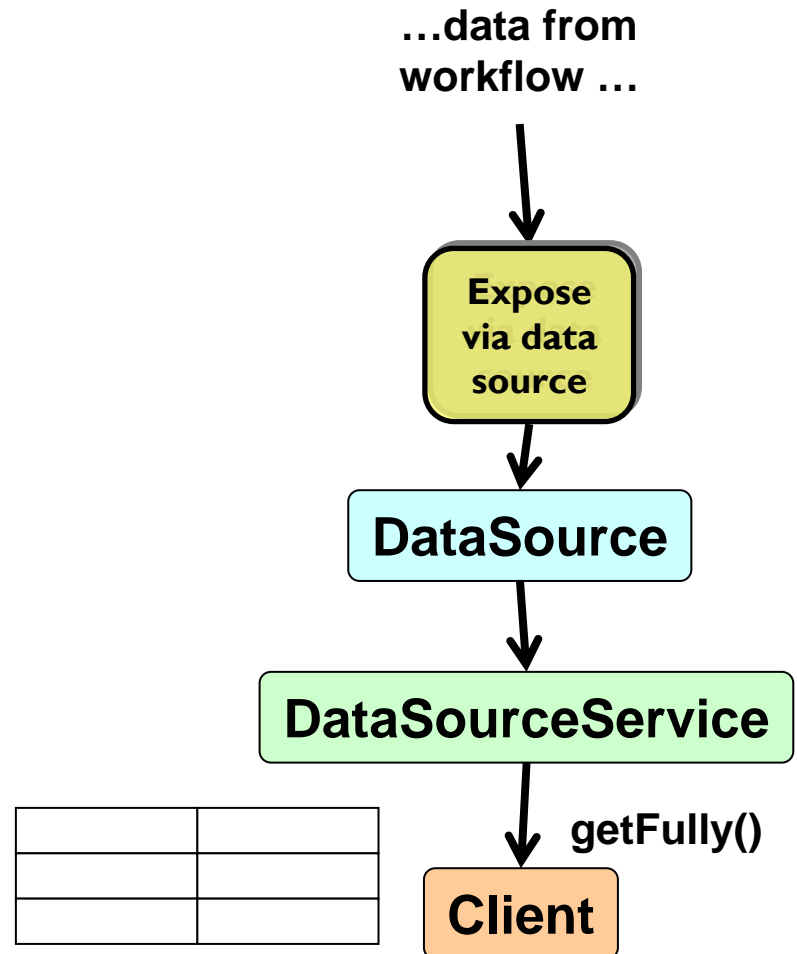 …data from
workflow …
Expose
via data
source
DataSource
DataSourceService
getFully()
Client